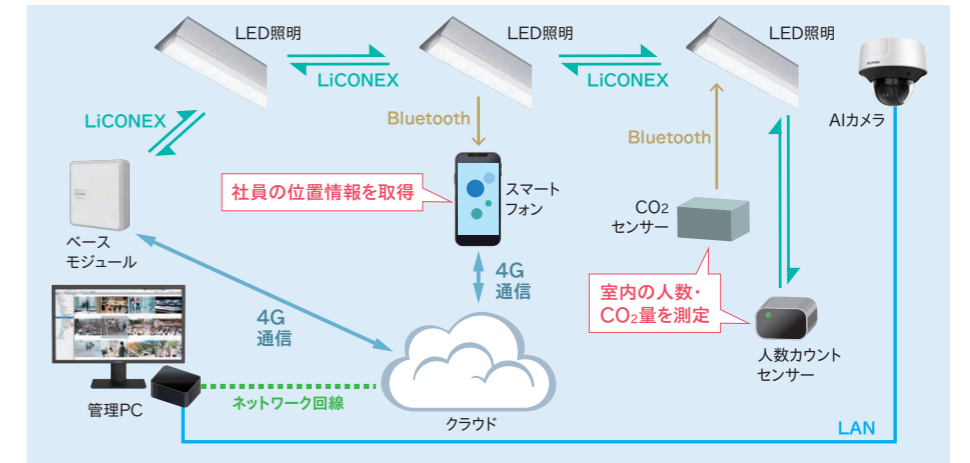 LED照明
LED照明
LED照明
LiCONEX
LiCONEX
LiCONEX
Bluetooth
Bluetooth
AIカメラ
社員の位置情報を取得
スマート
フォン
CO₂
センサー
ベース
モジュール
4G
通信
室内の人数・
CO₂量を測定
4G
通信
人数カウント
センサー
管理PC
ネットワーク回線
クラウド
LAN